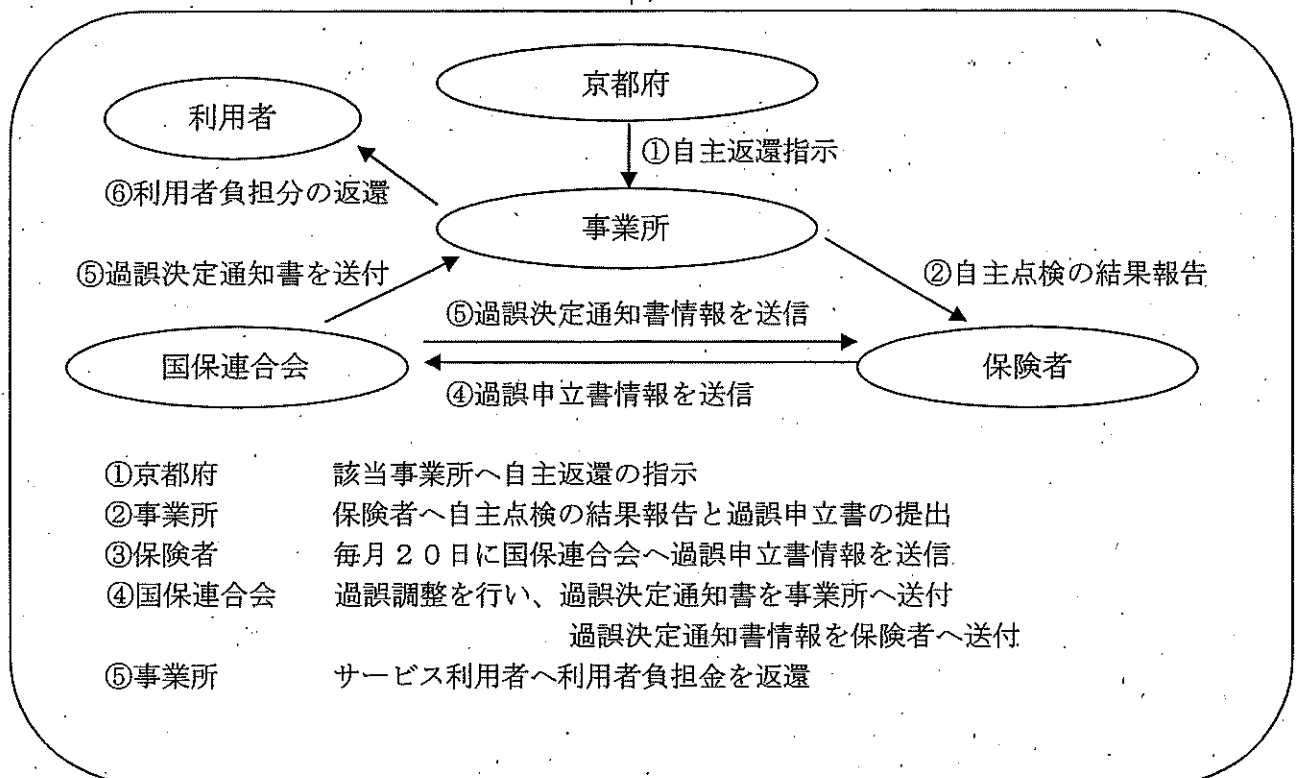 京都府
利用者
①自主返還指示
⑥利用者負担分の返還
事業所
⑤過誤決定通知書を送付
②自主点検の結果報告
⑤過誤決定通知書情報を送信
国保連合会
保険者
④過誤申立書情報を送信
①京都府 該当事業所へ自主返還の指示
②事業所 保険者へ自主点検の結果報告と過誤申立書の提出
③保険者 毎月20日に国保連合会へ過誤申立書情報を送信
④国保連合会 過誤調整を行い、過誤決定通知書を事業所へ送付
過誤決定通知書情報を保険者へ送付
⑤事業所 サービス利用者へ利用者負担金を返還